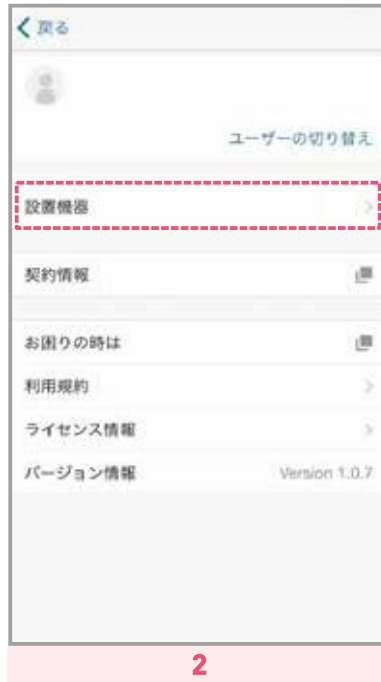 戻る
ユーザーの切り替え
設置機器
契約情報
お困りの時は
利用規約
ライセンス情報
バージョン情報 Version 1.0.7
2